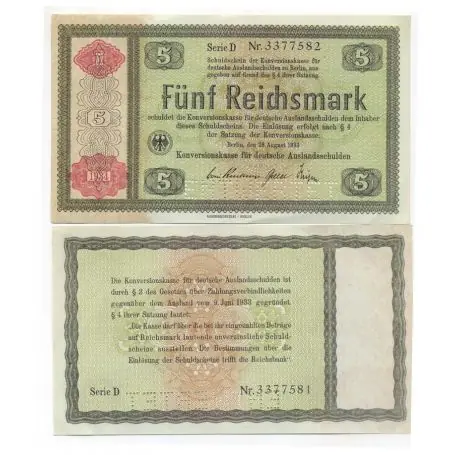 5
5
Serie D Nr. 3377582
Schuldschein der Konversionskasse für
deutsche Auslandsschulden zu Berlin, aus-
gegeben auf Grund des § 4 ihrer Satzung.
Fünf Reichsmark
schuldet die Konversionskasse für deutsche Auslandsschulden dem Inhaber
dieses Schuldscheins. Die Einlösung erfolgt nach § 4
der Satzung der Konversionskasse.
Berlin, den 28 August 1933
Konversionskasse für deutsche Auslandsschulden
5
1934
5
5
Die Konversionskasse für deutsche Auslandsschulden ist
durch § 2 des Gesetzes über Zahlungsverbindlichkeiten
gegenüber dem Ausland vom 9. Juni 1933 gegründet
§ 4 ihrer Satzung lautet:
„Die Kasse darf über die bei ihr eingezahlten Beträge
auf Reichsmark lautende unverzinsliche Schuld-
scheine ausstellen. Die Bestimmungen über die
Einlösung der Schuldscheine trifft die Reichsbank“.
Serie D Nr. 3377581